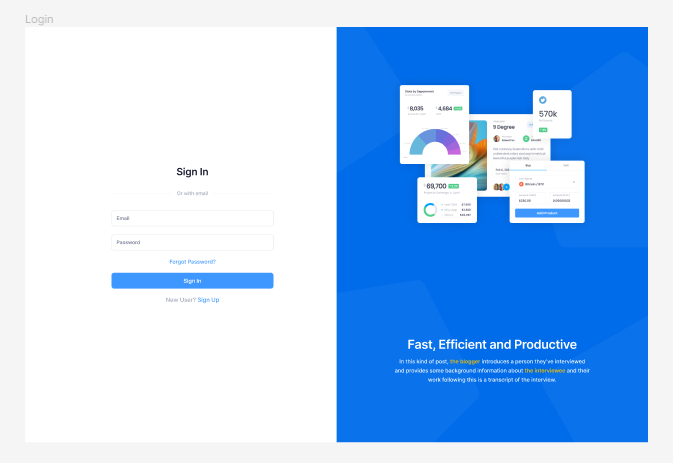 Login
Sign In
Or with email
Email
Password
Forgot Password?
Sign In
New User? Sign Up
8,035
4,684
570k
9 Degree
69,700
Buy
Add Product
Fast, Efficient and Productive
In this kind of post, the blogger introduces a person they've interviewed
and provides some background information about the interviewee and their
work following this is a transcript of the interview.